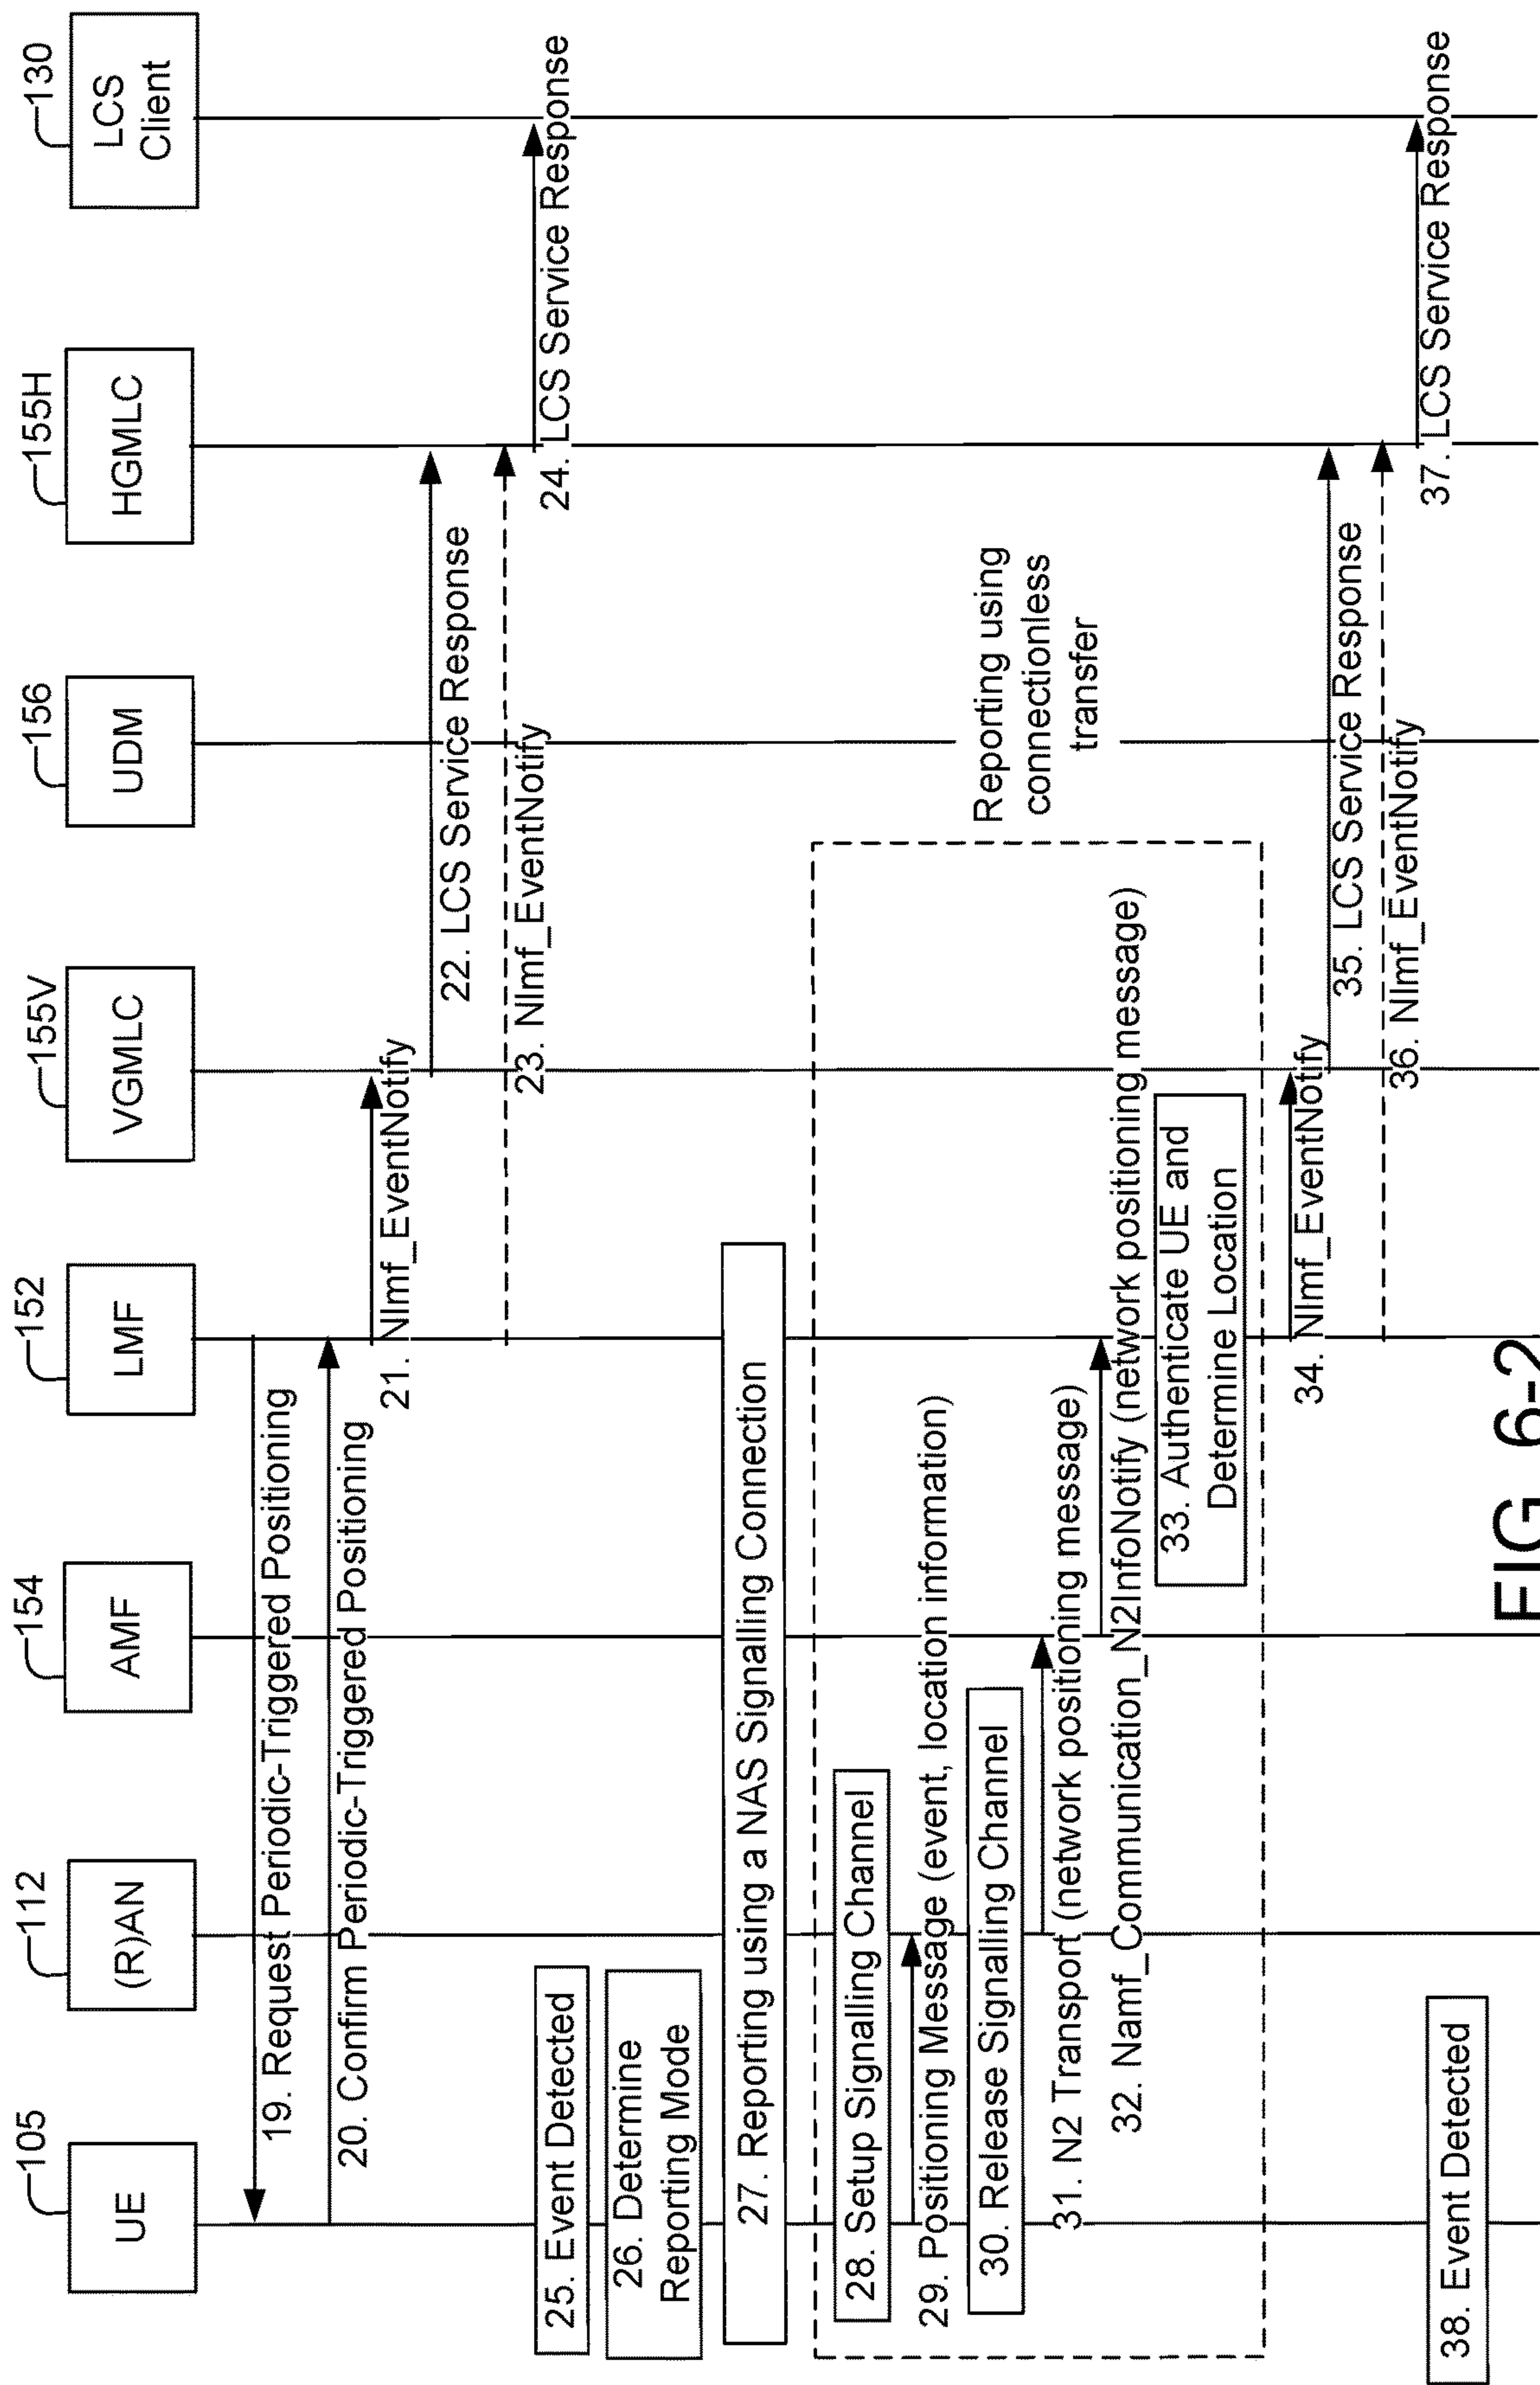 105
112
154
152
155V
156
155H
130
UE
(R)AN
AMF
LMF
VGMLC
UDM
HGMLC
LCS
Client
19. Request Periodic-Triggered Positioning
20. Confirm Periodic-Triggered Positioning
21. Nlmf_EventNotify
22. LCS Service Response
23. Nlmf_EventNotify
24. LCS Service Response
25. Event Detected
26. Determine
Reporting Mode
27. Reporting using a NAS Signalling Connection
28. Setup Signalling Channel
29. Positioning Message (event, location information)
30. Release Signalling Channel
31. N2 Transport (network positioning message)
32. Namf_Communication_N2InfoNotify (network positioning message)
33. Authenticate UE and
Determine Location
Reporting using
connectionless
transfer
34. Nlmf_EventNotify
35. LCS Service Response
36. Nlmf_EventNotify
37. LCS Service Response
38. Event Detected
FIG 6-2